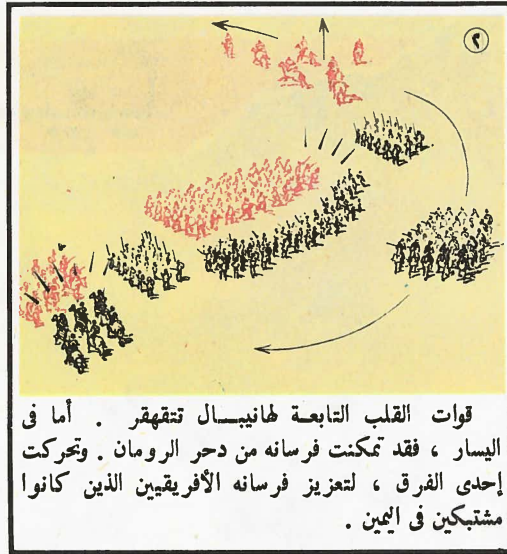 ٢
قوات القلب التابعة لهانيبـــال تتقهقر . أما فى
اليسار ، فقد تمكنت فرسانه من دحر الرومان . وتحركت
إحدى الفرق ، لتعزيز فرسانه الأفريقيين الذين كانوا
مشتبكين فى اليمين .